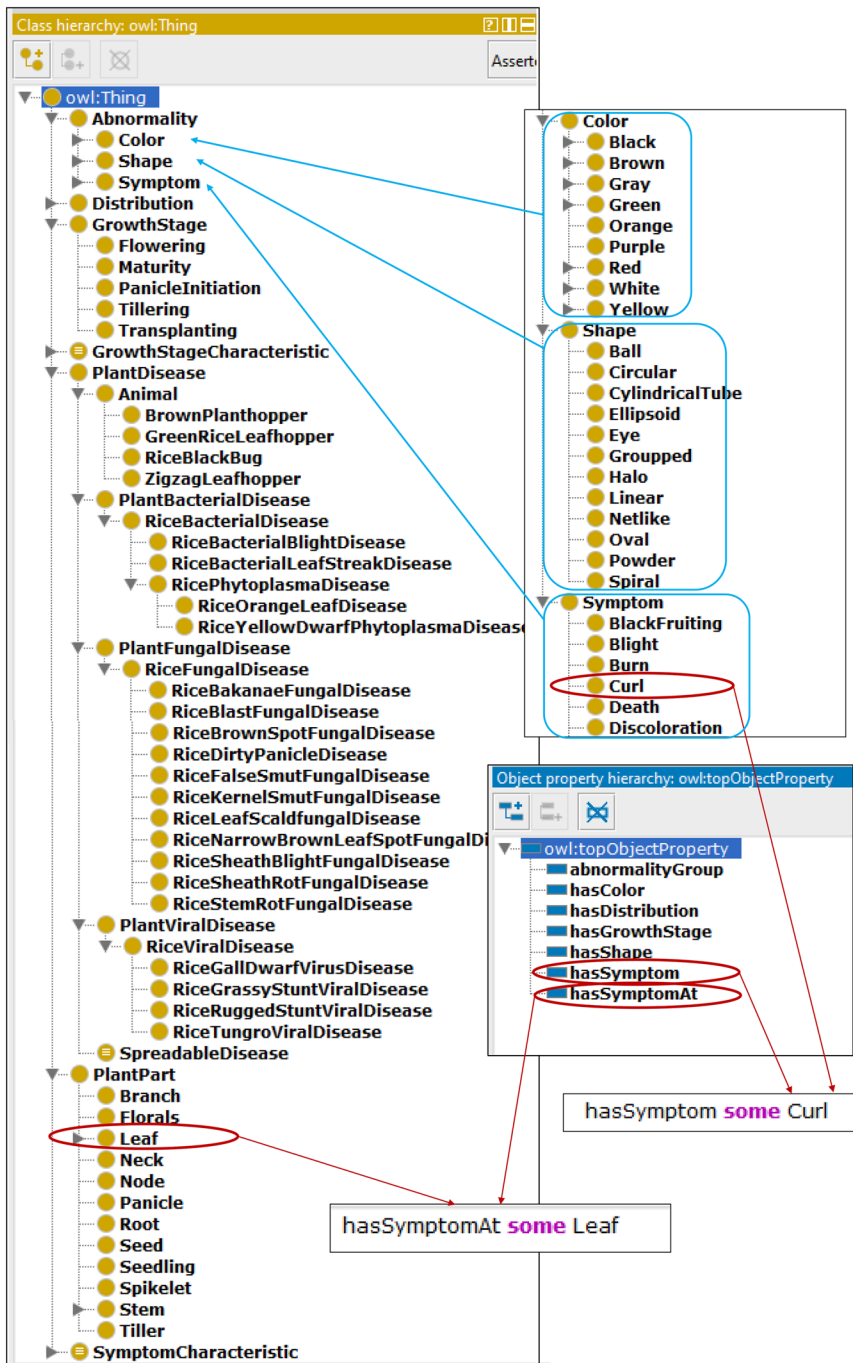 Class hierarchy: owl:Thing
Asserte
owl:Thing
Abnormality
Color
Shape
Symptom
Distribution
GrowthStage
Flowering
Maturity
PanicleInitiation
Tillering
Transplanting
GrowthStageCharacteristic
PlantDisease
Animal
BrownPlanthopper
GreenRiceLeafhopper
RiceBlackBug
ZigzagLeafhopper
PlantBacterialDisease
RiceBacterialDisease
RiceBacterialBlightDisease
RiceBacterialLeafStreakDisease
RicePhytoplasmaDisease
RiceOrangeLeafDisease
RiceYellowDwarfPhytoplasmaDisease
PlantFungalDisease
RiceFungalDisease
RiceBakanaeFungalDisease
RiceBlastFungalDisease
RiceBrownSpotFungalDisease
RiceDirtyPanicleDisease
RiceFalseSmutFungalDisease
RiceKernelSmutFungalDisease
RiceLeafScaldfungalDisease
RiceNarrowBrownLeafSpotFungalDi
RiceSheathBlightFungalDisease
RiceSheathRotFungalDisease
RiceStemRotFungalDisease
PlantViralDisease
RiceViralDisease
RiceGallDwarfVirusDisease
RiceGrassyStuntViralDisease
RiceRuggedStuntViralDisease
RiceTungroViralDisease
SpreadableDisease
PlantPart
Branch
Florals
Leaf
Neck
Node
Panicle
Root
Seed
Seedling
Spikelet
Stem
Tiller
SymptomCharacteristic
Color
Black
Brown
Gray
Green
Orange
Purple
Red
White
Yellow
Shape
Ball
Circular
CylindricalTube
Ellipsoid
Eye
Groupped
Halo
Linear
Netlike
Oval
Powder
Spiral
Symptom
BlackFruiting
Blight
Burn
Curl
Death
Discoloration
Object property hierarchy: owl:topObjectProperty
owl:topObjectProperty
abnormalityGroup
hasColor
hasDistribution
hasGrowthStage
hasShape
hasSymptom
hasSymptomAt
hasSymptom some Curl
hasSymptomAt some Leaf